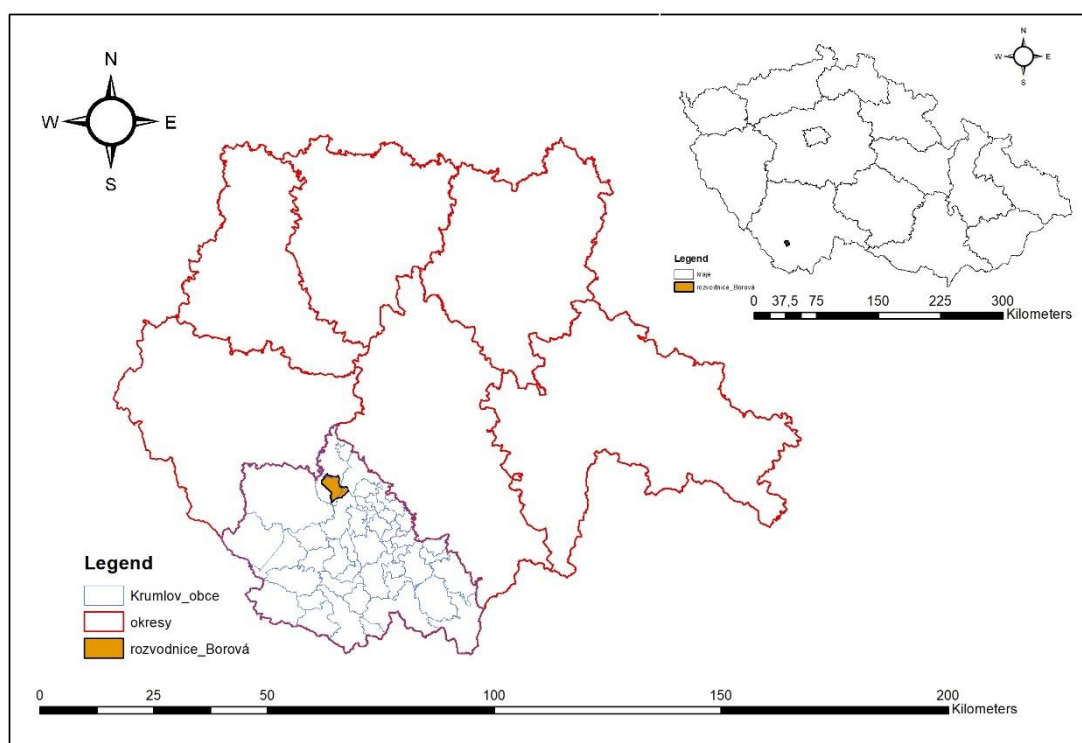 N
W E
S
N
W E
S
Legend
kraje
rozvodnice_Borová
0 37,5 75 150 225 300
Kilometers
Legend
Krumlov_obce
okresy
rozvodnice_Borová
0 25 50 100 150 200
Kilometers